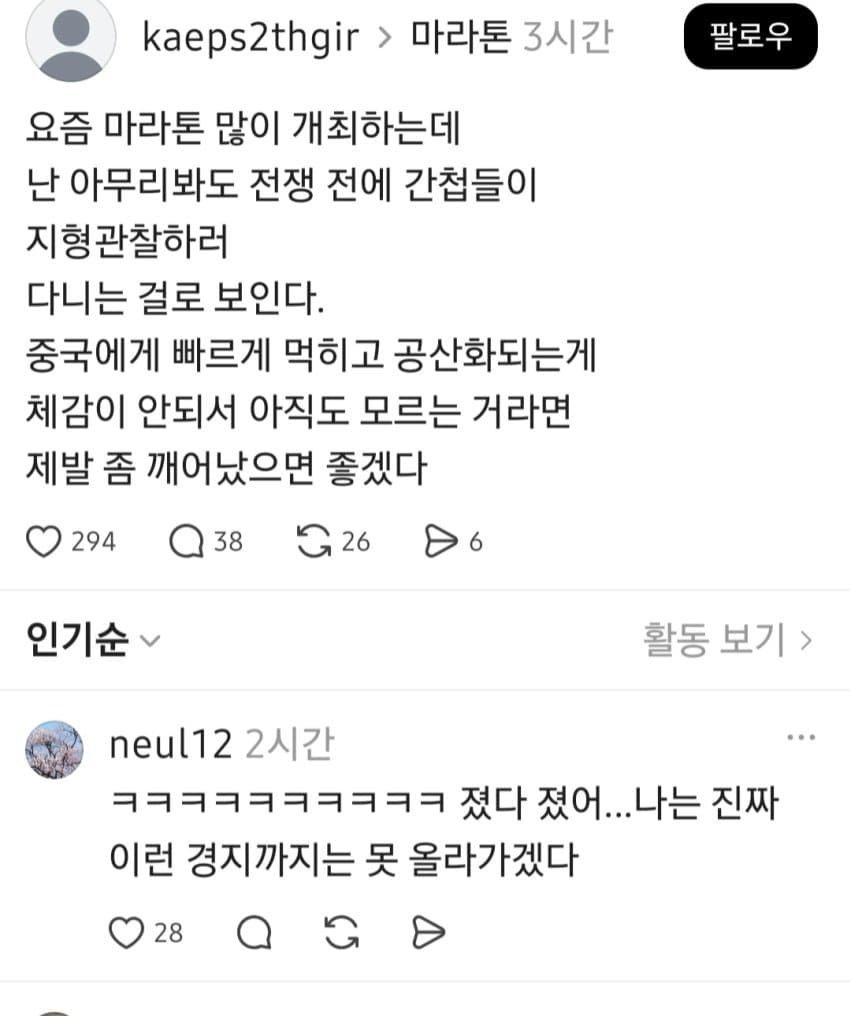 kaeps2thgir > 마라톤 3시간 팔로우
요즘 마라톤 많이 개최하는데
난 아무리봐도 전쟁 전에 간첩들이
지형관찰하러
다니는 걸로 보인다.
중국에게 빠르게 먹히고 공산화되는게
체감이 안되서 아직도 모르는 거라면
제발 좀 깨어났으면 좋겠다
294 38 26 6
인기순 활동 보기 >
neul12 2시간
ㅋㅋㅋㅋㅋㅋㅋㅋㅋㅋ 졌다 졌어...나는 진짜
이런 경지까지는 못 올라가겠다
28